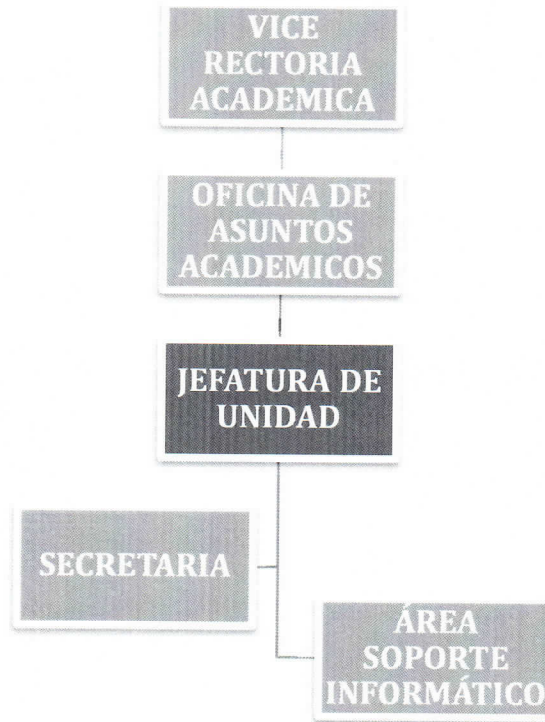 VICE
RECTORIA
ACADEMICA
OFICINA DE
ASUNTOS
ACADEMICOS
JEFATURA DE
UNIDAD
SECRETARIA
ÁREA
SOPORTE
INFORMÁTICO